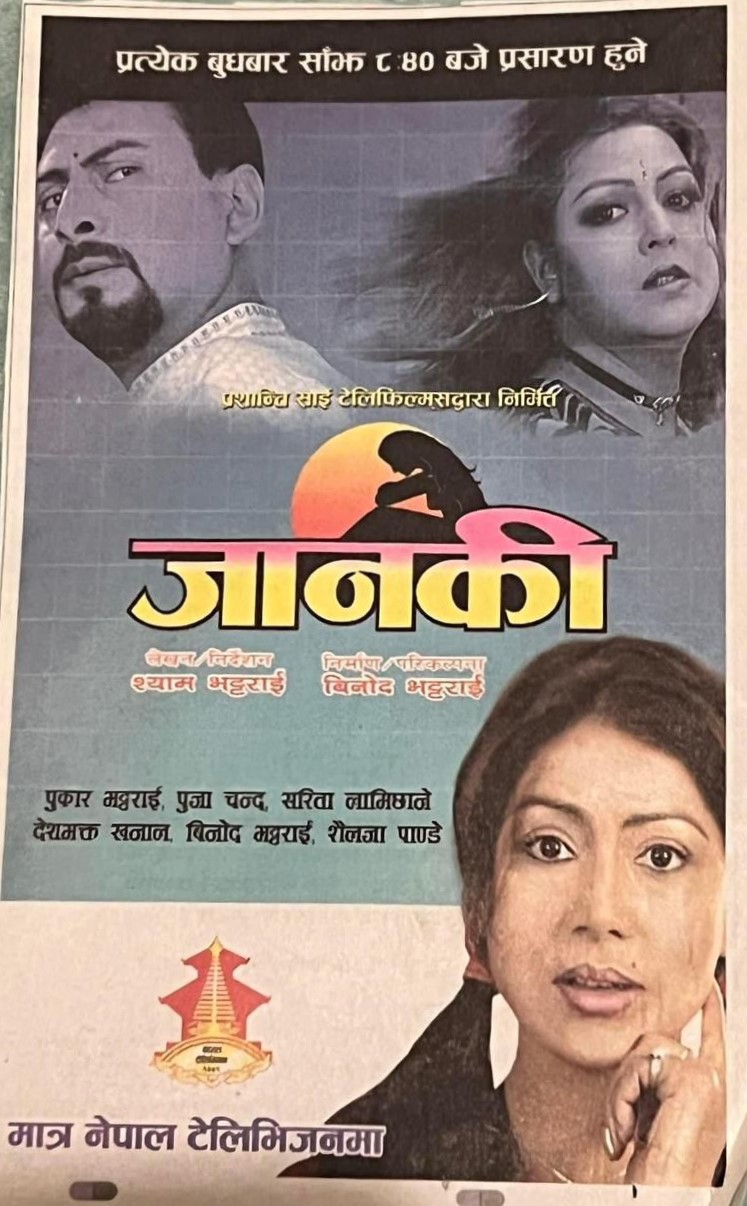 प्रत्येक बुधबार साँझ ८ ४० बजे प्रसारण हुने
प्रशान्ति साई टेलिफिल्मसद्वारा निर्मित
जानकी
लेखन/निर्देशन निर्माण/परिकल्पना
श्याम भट्टराई बिनोद भट्टराई
पुकार भट्टराई, पुजा चन्द, सरिता लामिछाने
देशभक्त खनाल, बिनोद भट्टराई, शैलजा पाण्डे
मात्र नेपाल टेलिभिजनमा